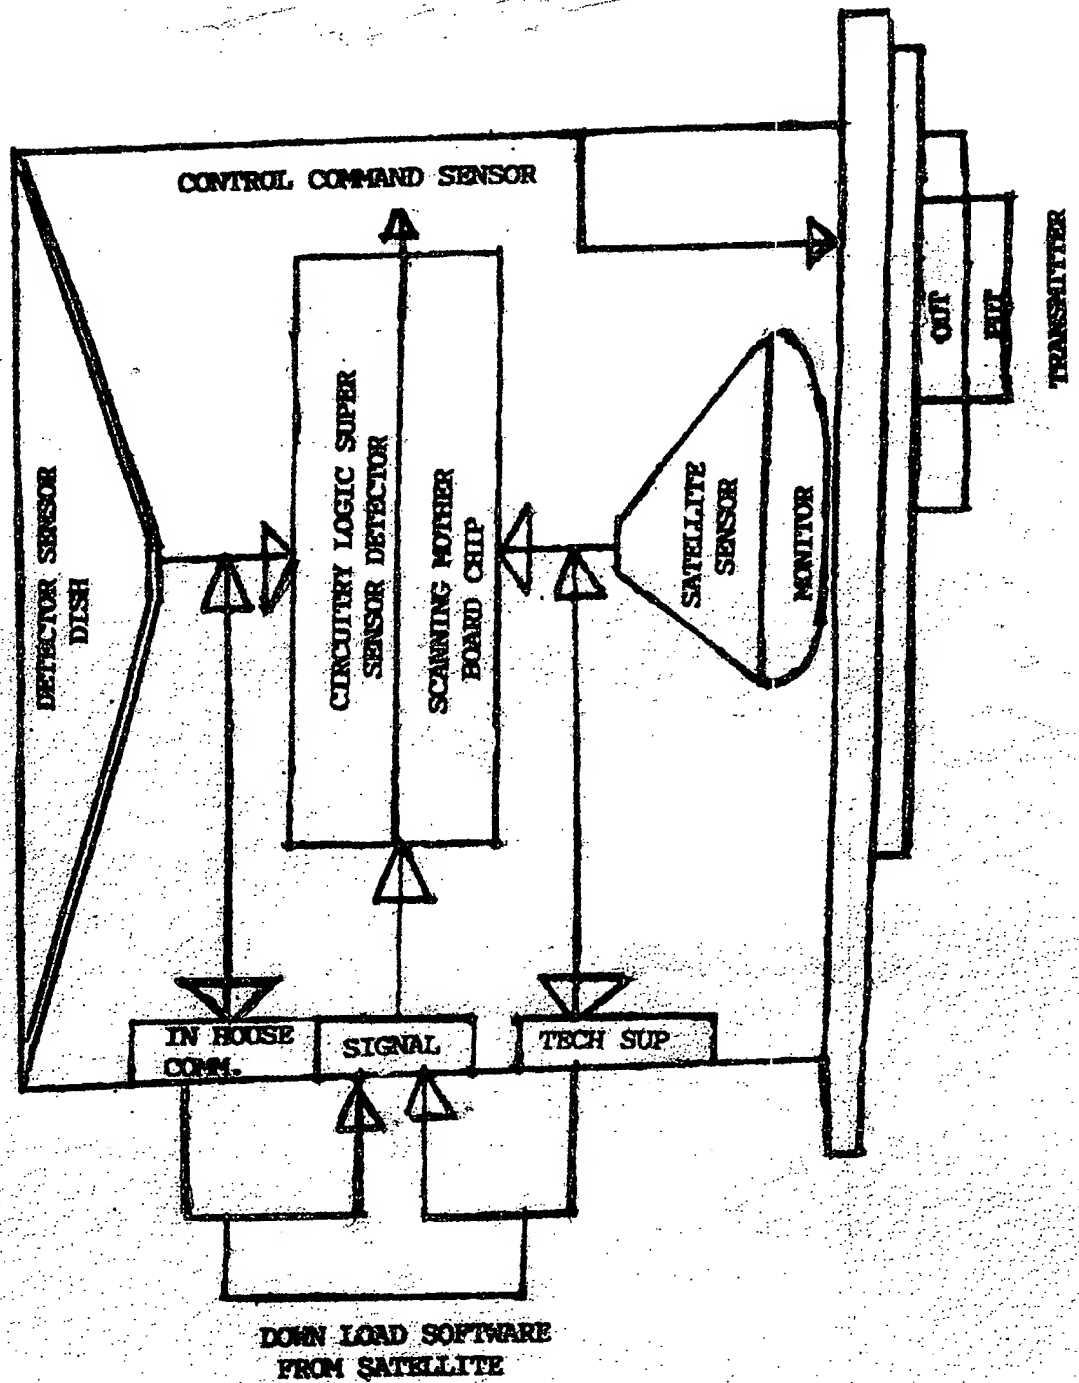 CONTROL COMMAND SENSOR
DETECTOR SENSOR
DISH
CIRCUITRY LOGIC SUPER
SENSOR DETECTOR
SCANNING MOTHER
BOARD CHIP
SATELLITE
SENSOR
MONITOR
OUT
PUT
TRANSMITTER
IN HOUSE
COMM.
SIGNAL
TECH SUP
DOWN LOAD SOFTWARE
FROM SATELLITE